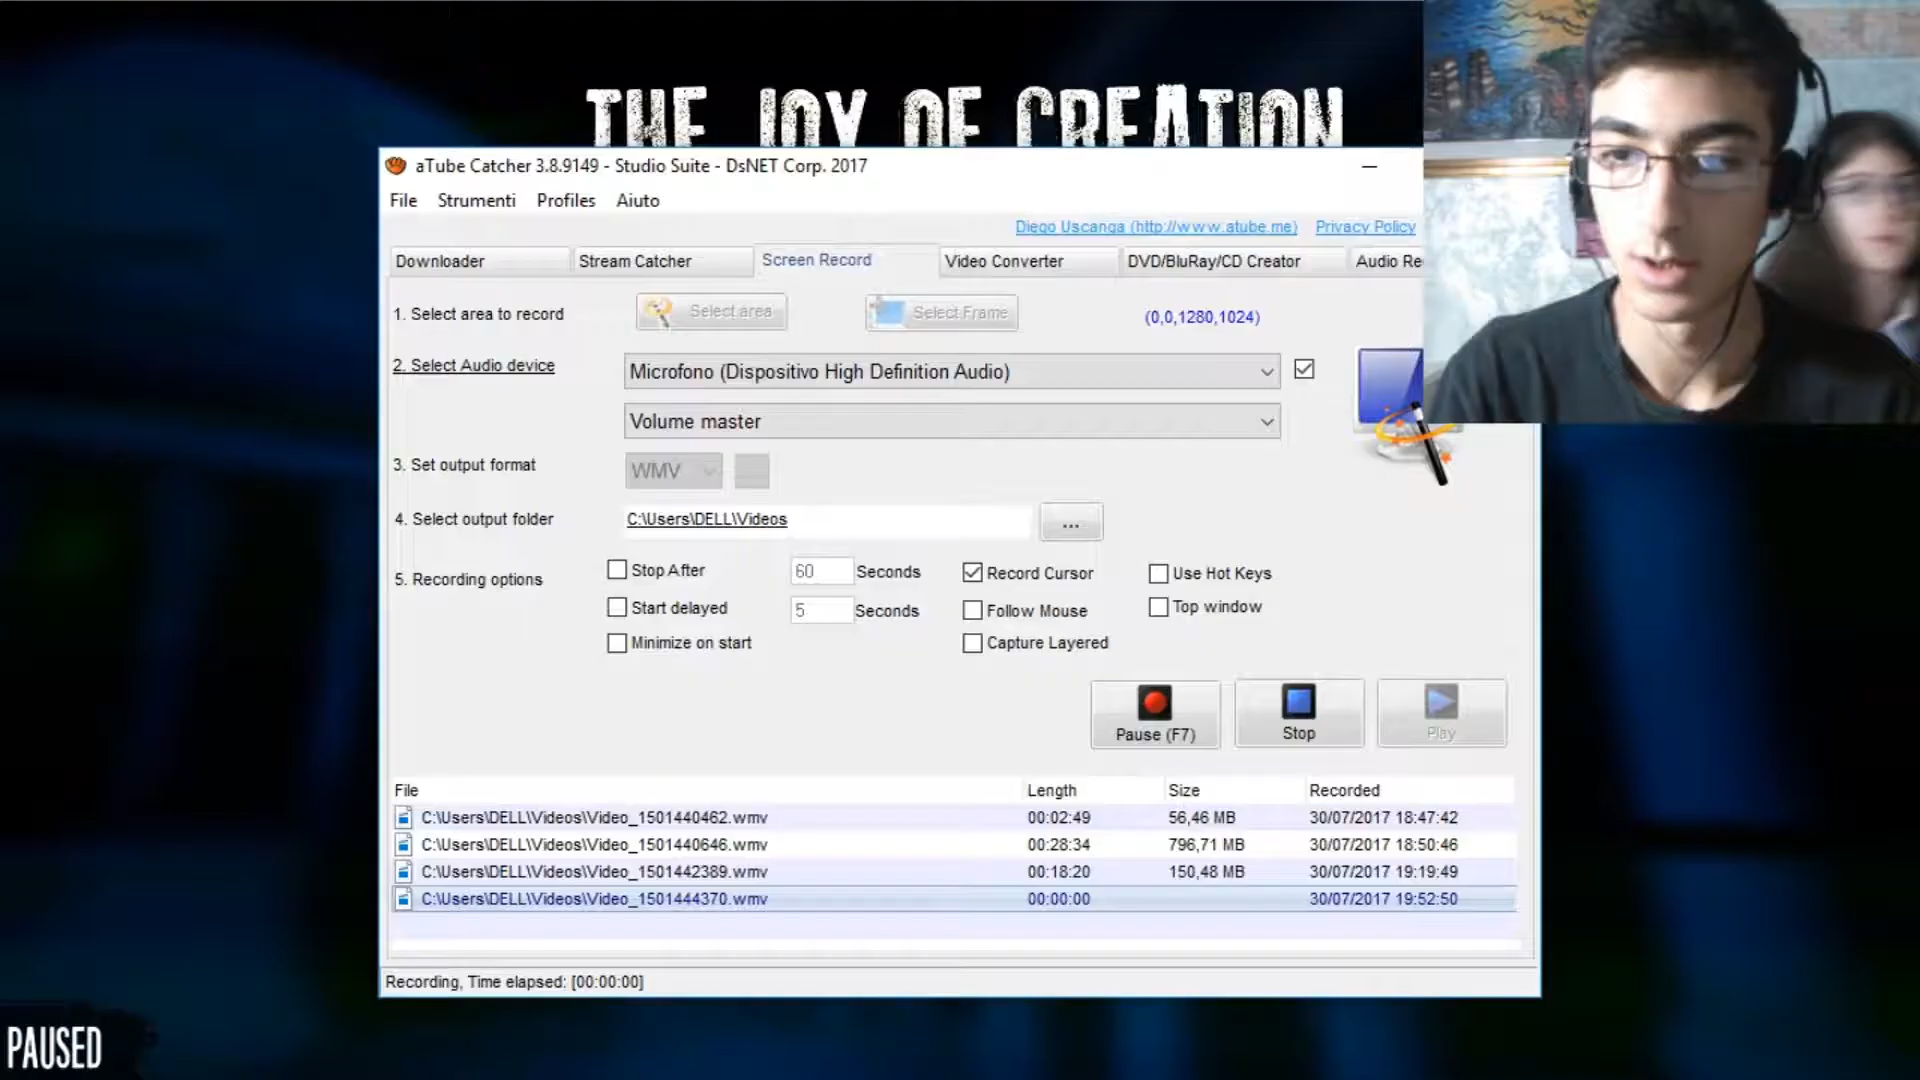 THE JOY OF CREATION
aTube Catcher 3.8.9149 - Studio Suite - DsNET Corp. 2017
File Strumenti Profiles Aiuto
Diego Uscanga (http://www.atube.me) Privacy Policy
Downloader Stream Catcher Screen Record Video Converter DVD/BluRay/CD Creator Audio Re
1. Select area to record Select area Select Frame (0,0,1280,1024)
2. Select Audio device Microfono (Dispositivo High Definition Audio)
Volume master
3. Set output format WMV
4. Select output folder C:\Users\DELL\Videos ...
5. Recording options
Stop After 60 Seconds Record Cursor Use Hot Keys
Start delayed 5 Seconds Follow Mouse Top window
Minimize on start Capture Layered
Pause (F7) Stop Play
File Length Size Recorded
C:\Users\DELL\Videos\Video_1501440462.wmv 00:02:49 56,46 MB 30/07/2017 18:47:42
C:\Users\DELL\Videos\Video_1501440646.wmv 00:28:34 796,71 MB 30/07/2017 18:50:46
C:\Users\DELL\Videos\Video_1501442389.wmv 00:18:20 150,48 MB 30/07/2017 19:19:49
C:\Users\DELL\Videos\Video_1501444370.wmv 00:00:00 30/07/2017 19:52:50
Recording, Time elapsed: [00:00:00]
PAUSED